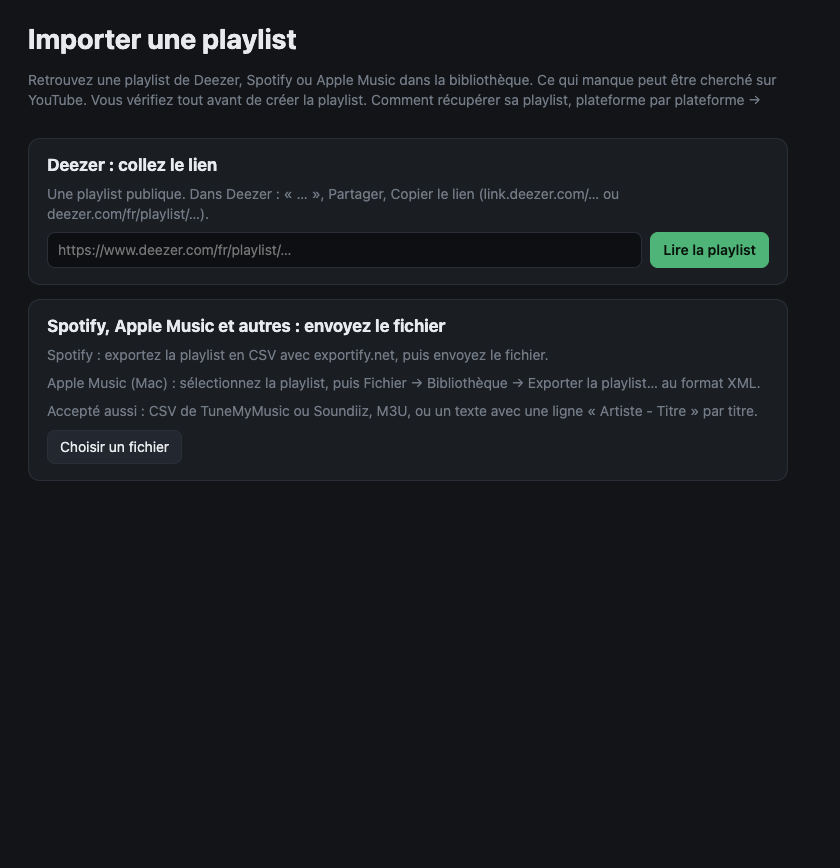 Importer une playlist
Retrouvez une playlist de Deezer, Spotify ou Apple Music dans la bibliothèque. Ce qui manque peut être cherché sur
YouTube. Vous vérifiez tout avant de créer la playlist. Comment récupérer sa playlist, plateforme par plateforme →
Deezer : collez le lien
Une playlist publique. Dans Deezer : « … », Partager, Copier le lien (link.deezer.com/… ou
deezer.com/fr/playlist/…).
https://www.deezer.com/fr/playlist/…
Lire la playlist
Spotify, Apple Music et autres : envoyez le fichier
Spotify : exportez la playlist en CSV avec exportify.net, puis envoyez le fichier.
Apple Music (Mac) : sélectionnez la playlist, puis Fichier → Bibliothèque → Exporter la playlist… au format XML.
Accepté aussi : CSV de TuneMyMusic ou Soundiiz, M3U, ou un texte avec une ligne « Artiste - Titre » par titre.
Choisir un fichier